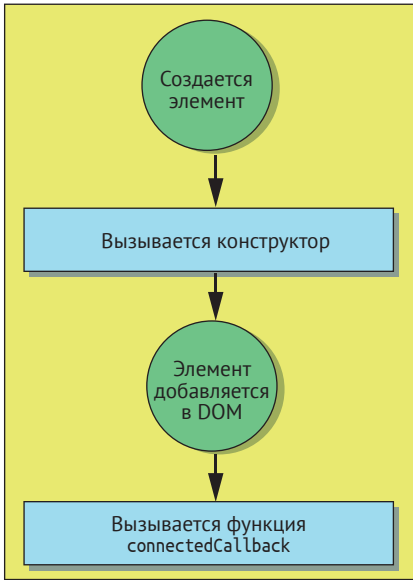 Создается
элемент
Вызывается конструктор
Элемент
добавляется
в DOM
Вызывается функция
connectedCallback